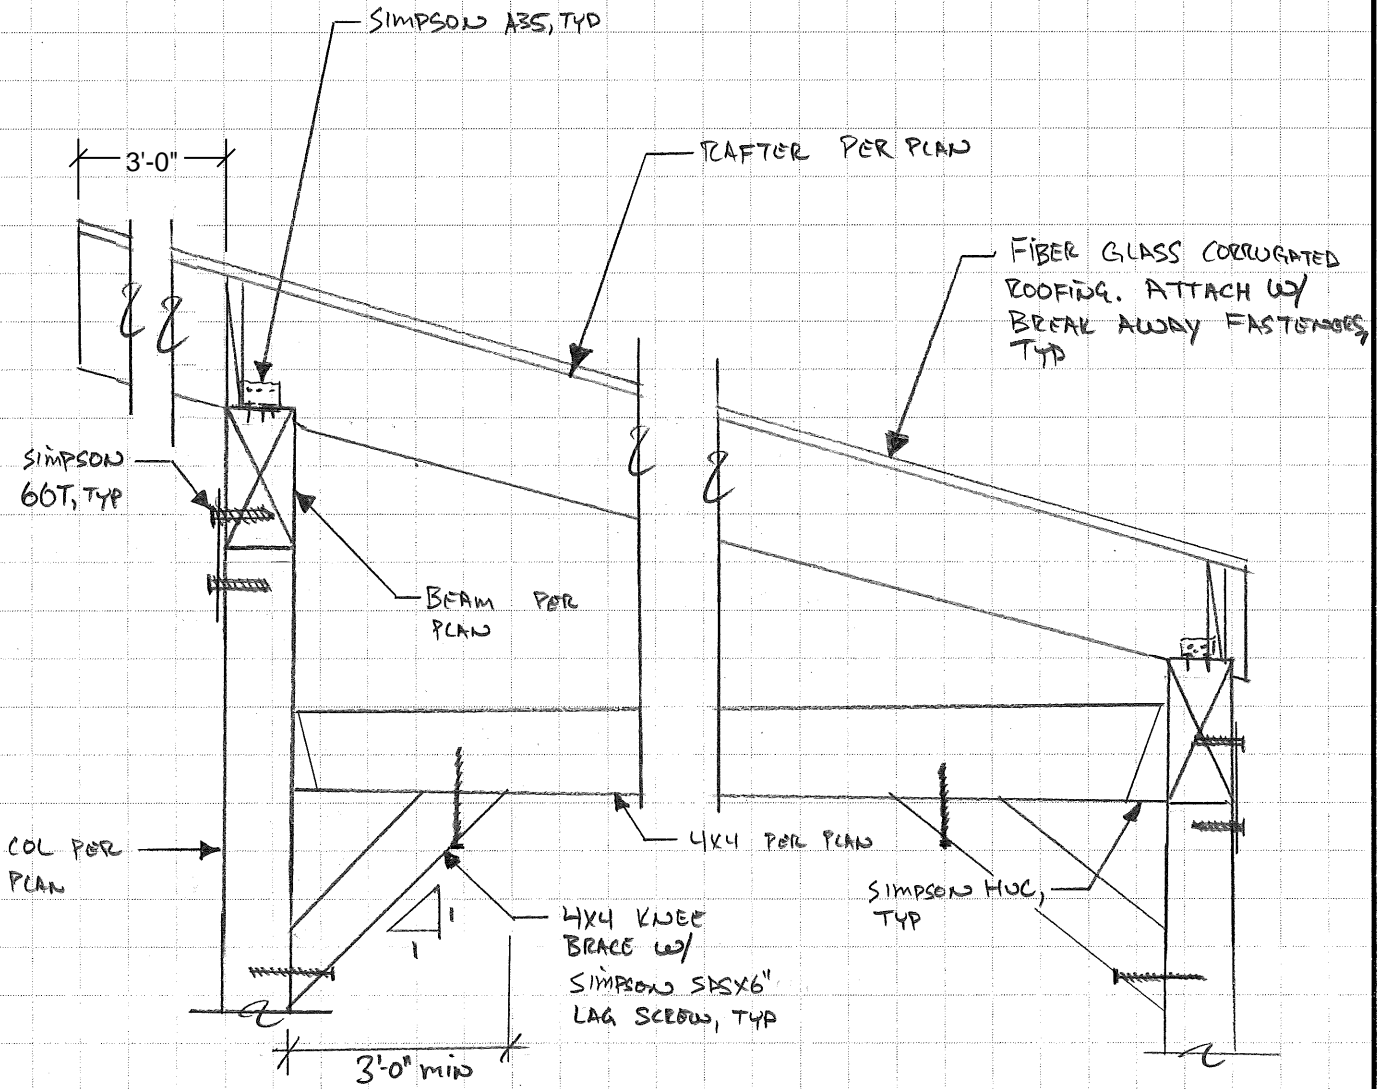 SIMPSON A35, TYP
3'-0"
RAFTER PER PLAN
FIBER GLASS CORRUGATED
ROOFING. ATTACH W/
BREAK AWAY FASTENERS,
TYP
SIMPSON
66T, TYP
BEAM PER
PLAN
COL PER
PLAN
4X4 PER PLAN
SIMPSON HUC,
TYP
1
1
4X4 KNEE
BRACE W/
SIMPSON SDSX6"
LAG SCREW, TYP
3'-0" min